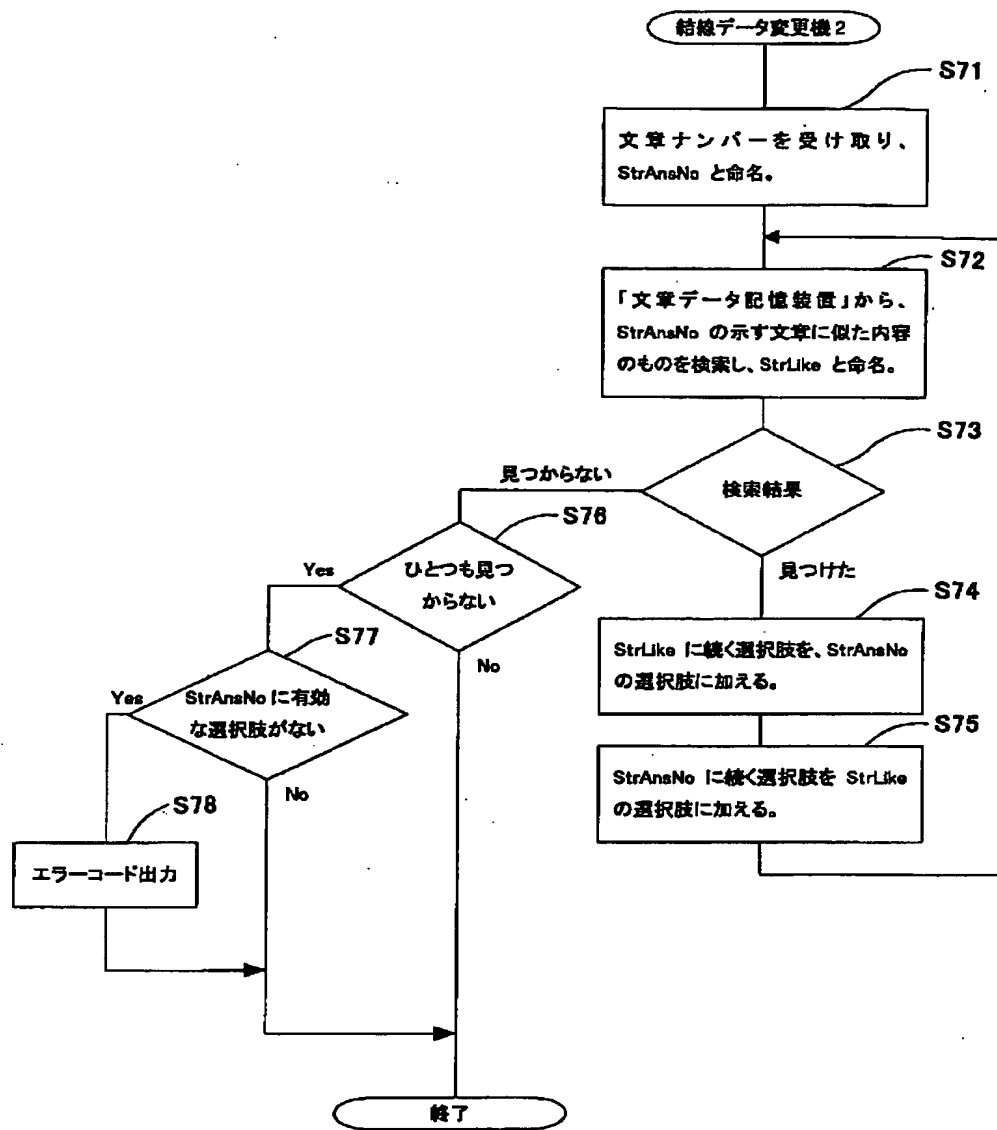 結線データ変更機2
S71
文章ナンバーを受け取り、
StrAnsNo と命名。
S72
「文章データ記憶装置」から、
StrAnsNo の示す文章に似た内容
のものを検索し、StrLike と命名。
S73
検索結果
見つからない
見つけた
S76
ひとつも見つ
からない
Yes
No
S74
StrLike に続く選択肢を、StrAnsNo
の選択肢に加える。
S77
StrAnsNo に有効
な選択肢がない
Yes
No
S75
StrAnsNo に続く選択肢を StrLike
の選択肢に加える。
S78
エラーコード出力
終了